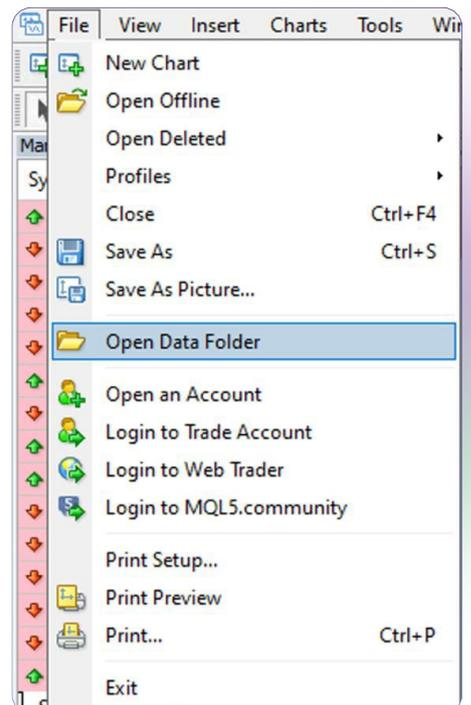 File View Insert Charts Tools
New Chart
Open Offline
Open Deleted
Profiles
Close Ctrl+F4
Save As Ctrl+S
Save As Picture...
Open Data Folder
Open an Account
Login to Trade Account
Login to Web Trader
Login to MQL5.community
Print Setup...
Print Preview
Print... Ctrl+P
Exit